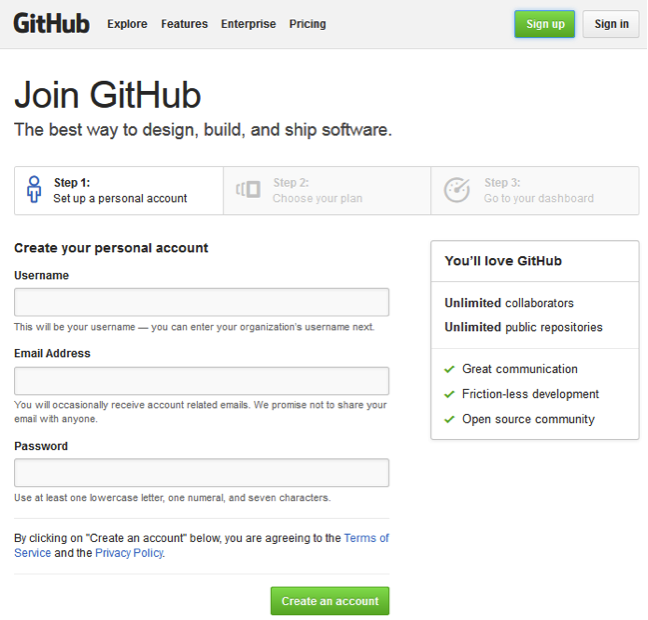 GitHub Explore Features Enterprise Pricing Sign up Sign in
Join GitHub
The best way to design, build, and ship software.
Step 1:
Set up a personal account
Step 2:
Choose your plan
Step 3:
Go to your dashboard
Create your personal account
Username
This will be your username — you can enter your organization's username next.
Email Address
You will occasionally receive account related emails. We promise not to share your
email with anyone.
Password
Use at least one lowercase letter, one numeral, and seven characters.
By clicking on "Create an account" below, you are agreeing to the Terms of
Service and the Privacy Policy.
Create an account
You'll love GitHub
Unlimited collaborators
Unlimited public repositories
Great communication
Friction-less development
Open source community